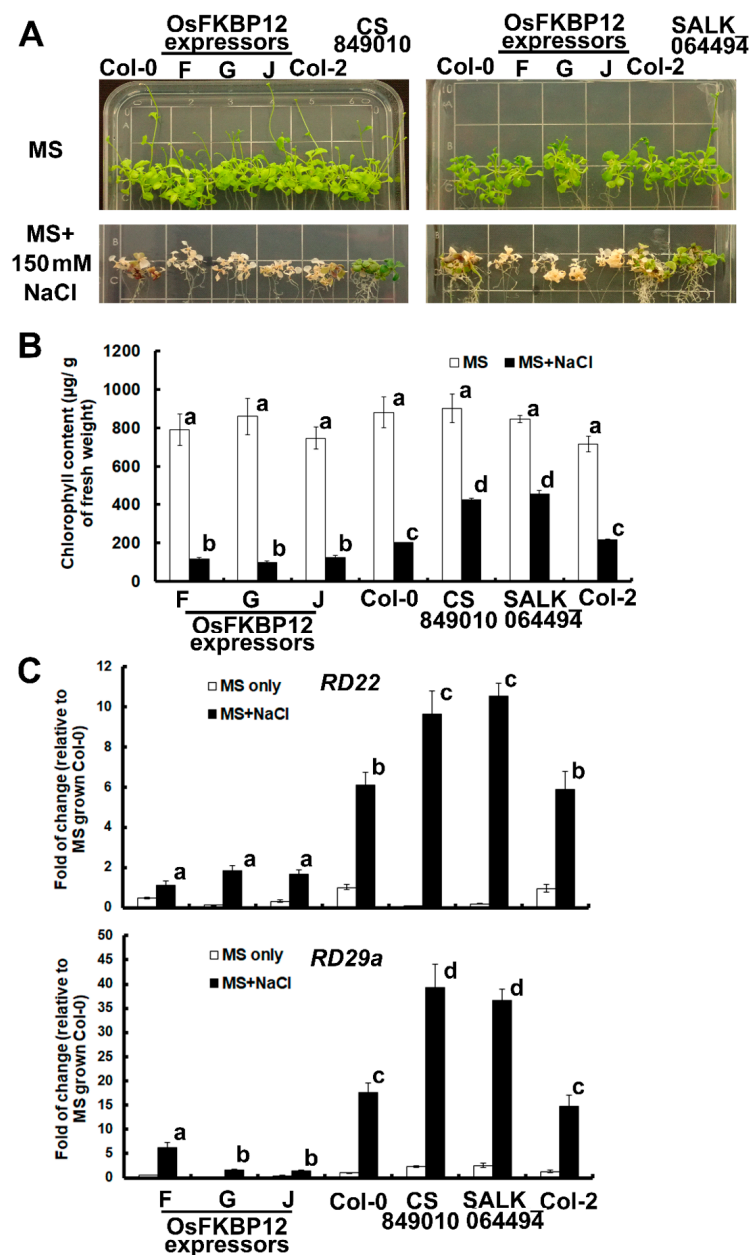 A
OsFKBP12
expressors
CS
849010
Col-0 F G J Col-2
OsFKBP12
expressors
SALK_
064494
Col-0 F G J Col-2
MS
MS+
150 mM
NaCl
B
Chlorophyll content (µg/ g
of fresh weight)
1200
1000
800
600
400
200
0
MS MS+NaCl
a a a a a a a
b b b c d d c
F G J Col-0 CS SALK_ Col-2
849010 064494
OsFKBP12
expressors
C
Fold of change (relative to
MS grown Col-0)
12
10
8
6
4
2
0
MS only
MS+NaCl
RD22
a a a b c c b
Fold of change (relative to
MS grown Col-0)
50
45
40
35
30
25
20
15
10
5
0
MS only
MS+NaCl
RD29a
a b b c d d c
F G J Col-0 CS SALK_ Col-2
849010 064494
OsFKBP12
expressors